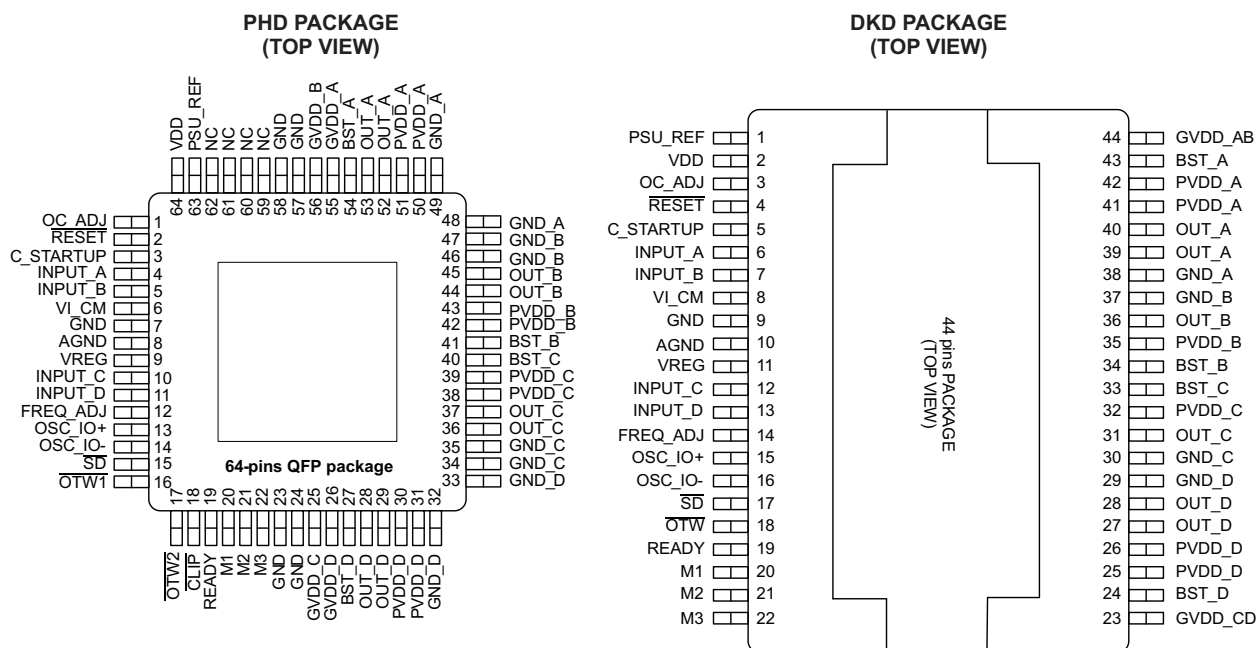 PHD PACKAGE
(TOP VIEW)
64 VDD
63 PSU_REF
62 NC
61 NC
60 NC
59 NC
58 GND
57 GND
56 GVDD_B
55 GVDD_A
54 BST_A
53 OUT_A
52 OUT_A
51 PVDD_A
50 PVDD_A
49 GND_A
OC_ADJ 1
RESET 2
C_STARTUP 3
INPUT_A 4
INPUT_B 5
VI_CM 6
GND 7
AGND 8
VREG 9
INPUT_C 10
INPUT_D 11
FREQ_ADJ 12
OSC_IO+ 13
OSC_IO- 14
SD 15
OTW1 16
64-pins QFP package
48 GND_A
47 GND_B
46 GND_B
45 OUT_B
44 OUT_B
43 PVDD_B
42 PVDD_B
41 BST_B
40 BST_C
39 PVDD_C
38 PVDD_C
37 OUT_C
36 OUT_C
35 GND_C
34 GND_C
33 GND_D
17 OTW2
18 CLIP
19 READY
20 M1
21 M2
22 M3
23 GND
24 GND
25 GVDD_C
26 GVDD_D
27 BST_D
28 OUT_D
29 OUT_D
30 PVDD_D
31 PVDD_D
32 GND_D
DKD PACKAGE
(TOP VIEW)
PSU_REF 1
VDD 2
OC_ADJ 3
RESET 4
C_STARTUP 5
INPUT_A 6
INPUT_B 7
VI_CM 8
GND 9
AGND 10
VREG 11
INPUT_C 12
INPUT_D 13
FREQ_ADJ 14
OSC_IO+ 15
OSC_IO- 16
SD 17
OTW 18
READY 19
M1 20
M2 21
M3 22
44 pins PACKAGE
(TOP VIEW)
44 GVDD_AB
43 BST_A
42 PVDD_A
41 PVDD_A
40 OUT_A
39 OUT_A
38 GND_A
37 GND_B
36 OUT_B
35 PVDD_B
34 BST_B
33 BST_C
32 PVDD_C
31 OUT_C
30 GND_C
29 GND_D
28 OUT_D
27 OUT_D
26 PVDD_D
25 PVDD_D
24 BST_D
23 GVDD_CD